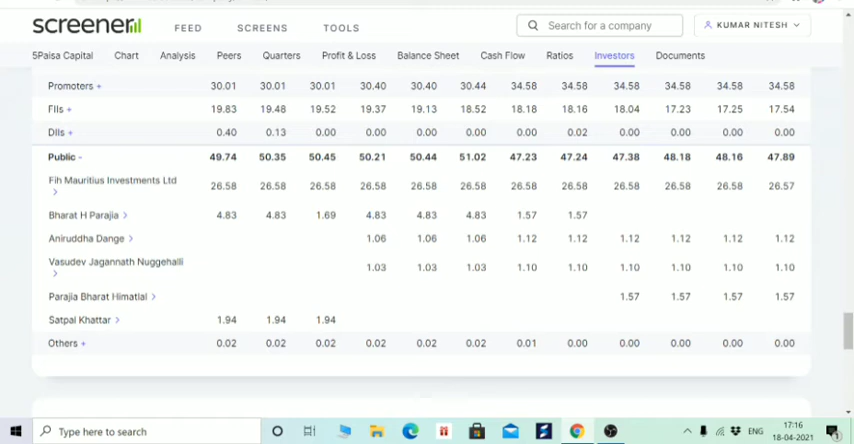 screener
FEED SCREENS TOOLS
Search for a company
KUMAR NITESH
5Paisa Capital Chart Analysis Peers Quarters Profit & Loss Balance Sheet Cash Flow Ratios Investors Documents
Promoters + 30.01 30.01 30.01 30.40 30.40 30.44 34.58 34.58 34.58 34.58 34.58 34.58
FIIs + 19.83 19.48 19.52 19.37 19.13 18.52 18.18 18.16 18.04 17.23 17.25 17.54
DIIs + 0.40 0.13 0.00 0.00 0.00 0.00 0.00 0.02 0.00 0.00 0.00 0.00
Public - 49.74 50.35 50.45 50.21 50.44 51.02 47.23 47.24 47.38 48.18 48.16 47.89
Fih Mauritius Investments Ltd > 26.58 26.58 26.58 26.58 26.58 26.58 26.58 26.58 26.58 26.58 26.58 26.57
Bharat H Parajia > 4.83 4.83 1.69 4.83 4.83 4.83 1.57 1.57
Aniruddha Dange > 1.06 1.06 1.06 1.12 1.12 1.12 1.12 1.12 1.12
Vasudev Jagannath Nuggehalli > 1.03 1.03 1.03 1.10 1.10 1.10 1.10 1.10 1.10
Parajia Bharat Himatlal > 1.57 1.57 1.57 1.57
Satpal Khattar > 1.94 1.94 1.94
Others + 0.02 0.02 0.02 0.02 0.02 0.02 0.01 0.00 0.00 0.00 0.00 0.00
Type here to search
ENG
17:16
18-04-2021